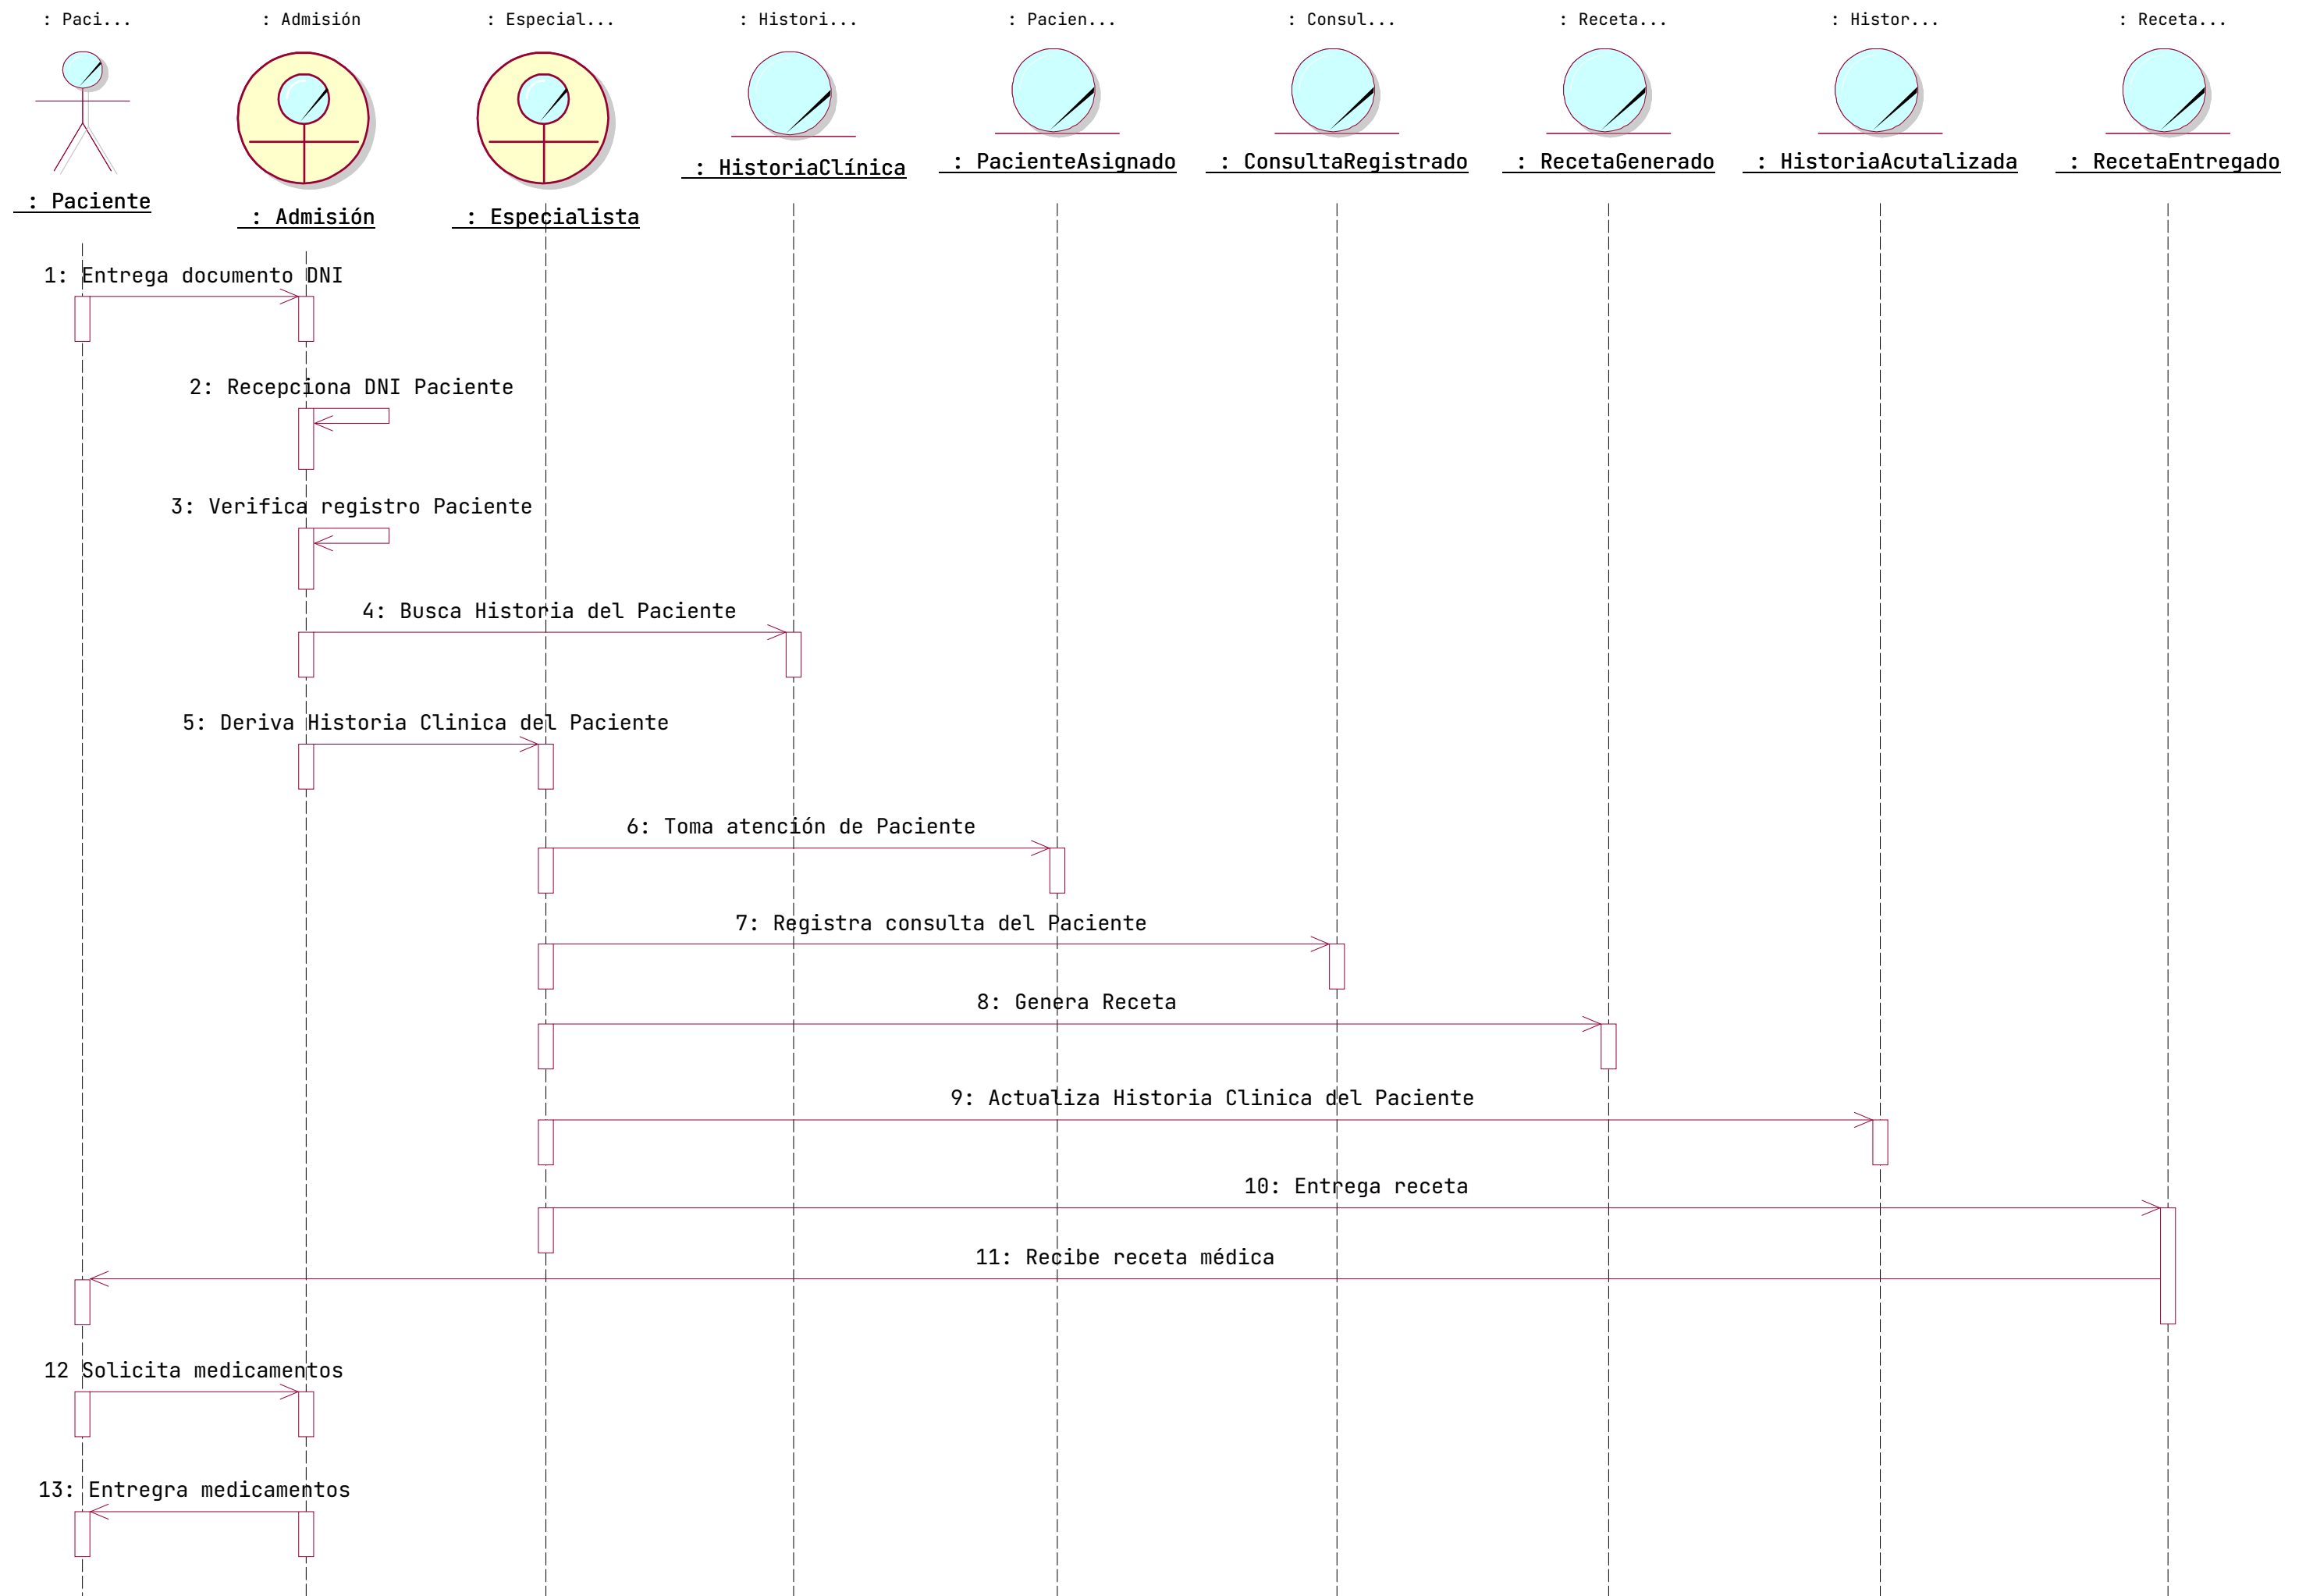 : Paci...
: Admisión
: Especial...
: Histori...
: Pacien...
: Consul...
: Receta...
: Histor...
: Receta...
: Paciente
: Admisión
: Especialista
: HistoriaClínica
: PacienteAsignado
: ConsultaRegistrado
: RecetaGenerado
: HistoriaAcutalizada
: RecetaEntregado
1: Entrega documento DNI
2: Recepciona DNI Paciente
3: Verifica registro Paciente
4: Busca Historia del Paciente
5: Deriva Historia Clinica del Paciente
6: Toma atención de Paciente
7: Registra consulta del Paciente
8: Genera Receta
9: Actualiza Historia Clinica del Paciente
10: Entrega receta
11: Recibe receta médica
12 Solicita medicamentos
13: Entregra medicamentos